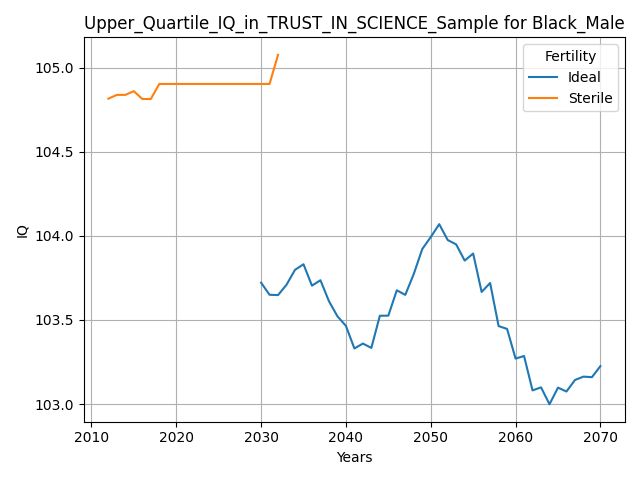 Upper_Quartile_IQ_in_TRUST_IN_SCIENCE_Sample for Black_Male
Fertility
Ideal
Sterile
105.0
104.5
104.0
103.5
103.0
IQ
2010 2020 2030 2040 2050 2060 2070
Years